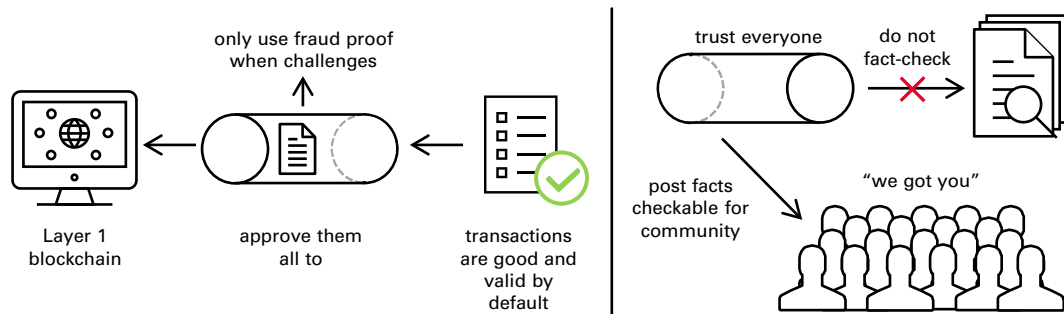 only use fraud proof
when challenges
Layer 1
blockchain
approve them
all to
transactions
are good and
valid by
default
trust everyone
do not
fact-check
post facts
checkable for
community
“we got you”